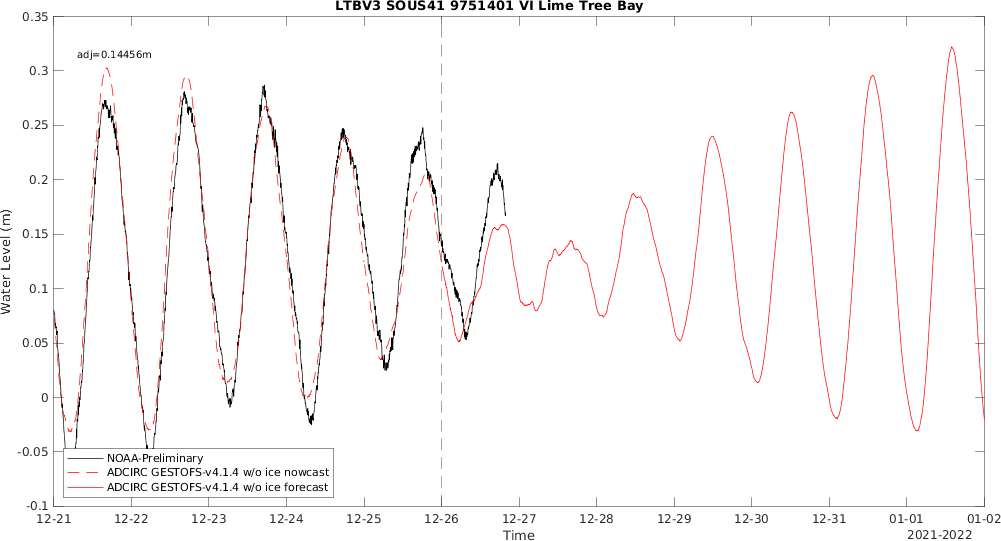 LTBV3 SOUS41 9751401 VI Lime Tree Bay
adj=0.14456m
0.35
0.3
0.25
0.2
0.15
0.1
0.05
0
-0.05
-0.1
Water Level (m)
NOAA-Preliminary
ADCIRC GESTOFS-v4.1.4 w/o ice nowcast
ADCIRC GESTOFS-v4.1.4 w/o ice forecast
12-21 12-22 12-23 12-24 12-25 12-26 12-27 12-28 12-29 12-30 12-31 01-01 01-02
Time
2021-2022